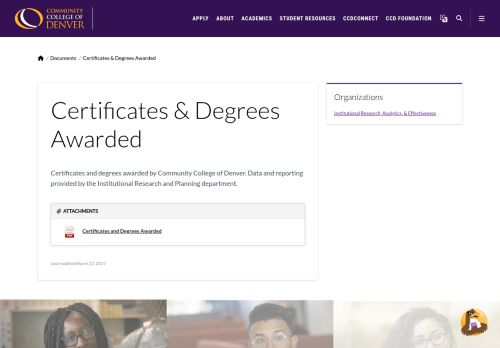 COMMUNITY
COLLEGE OF
DENVER
APPLY ABOUT ACADEMICS STUDENT RESOURCES CCDCONNECT CCD FOUNDATION
/ Documents / Certificates & Degrees Awarded
Certificates & Degrees
Awarded
Certificates and degrees awarded by Community College of Denver. Data and reporting
provided by the Institutional Research and Planning department.
ATTACHMENTS
Certificates and Degrees Awarded
Last modified March 22, 2021
Organizations
Institutional Research, Analytics, & Effectiveness